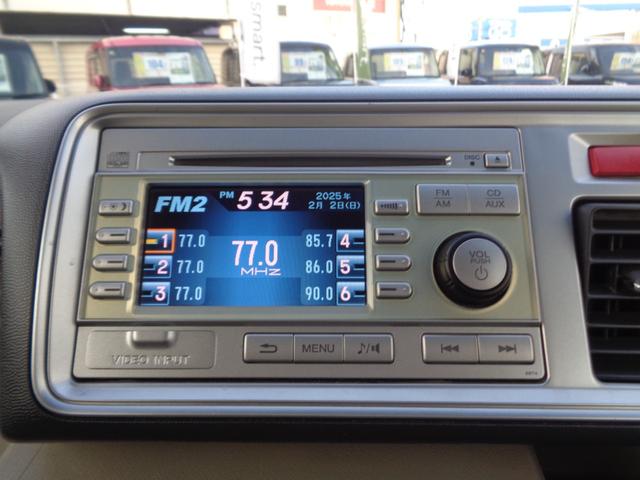 smart
DISC
FM2
PM 5 34
2025年
2月 2日(日)
FM
AM
CD
AUX
1 77.0
2 77.0
3 77.0
77.0
MHZ
85.7 4
86.0 5
90.0 6
VOL
PUSH
VIDEO INPUT
MENU